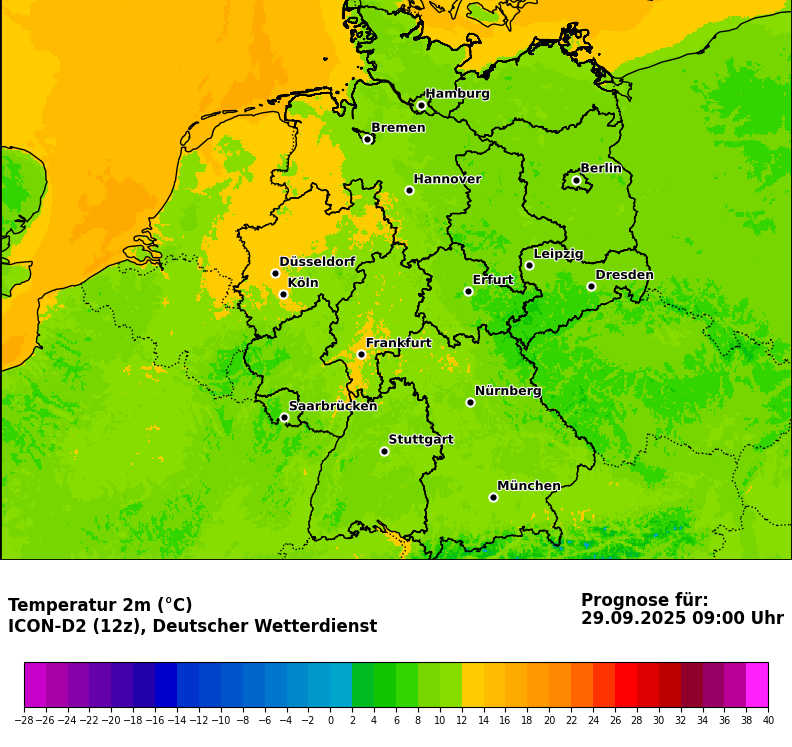 Hamburg
Bremen
Berlin
Hannover
Leipzig
Düsseldorf
Dresden
Köln
Erfurt
Frankfurt
Nürnberg
Saarbrücken
Stuttgart
München
Temperatur 2m (°C)
ICON-D2 (12z), Deutscher Wetterdienst
Prognose für:
29.09.2025 09:00 Uhr
−28 −26 −24 −22 −20 −18 −16 −14 −12 −10 −8 −6 −4 −2 0 2 4 6 8 10 12 14 16 18 20 22 24 26 28 30 32 34 36 38 40